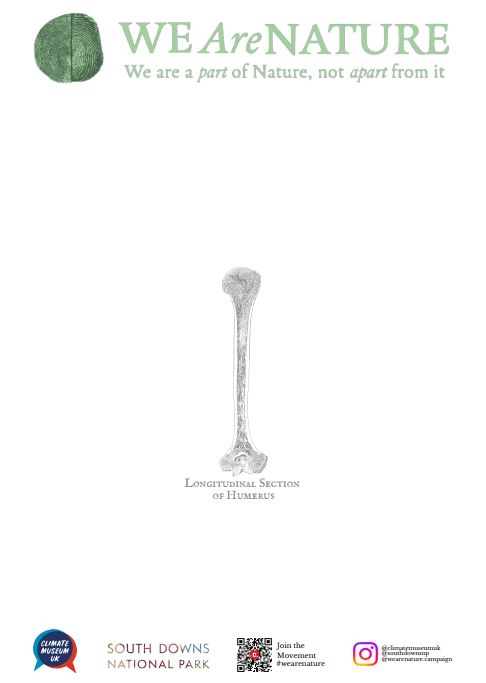 WE Are NATURE
We are a part of Nature, not apart from it
Longitudinal Section
of Humerus
CLIMATE
MUSEUM
UK
SOUTH DOWNS
NATIONAL PARK
Join the
Movement
#wearenature
@climatemuseumuk
@southdownsnp
@wearenature.campaign